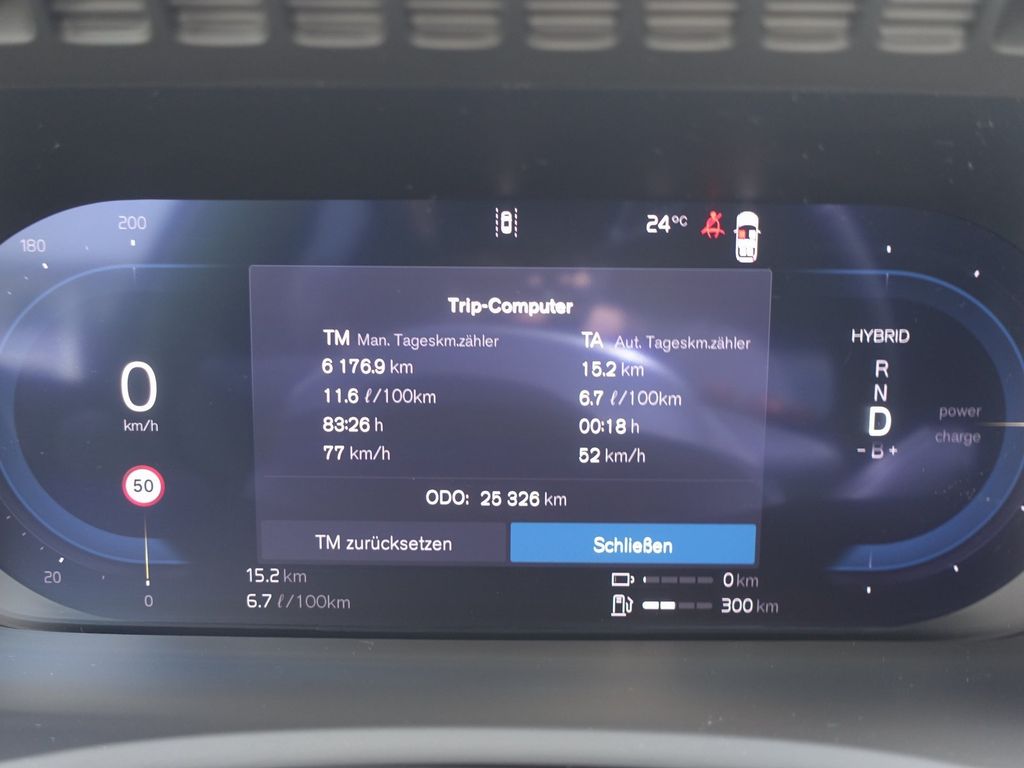 200
180
24°C
Trip-Computer
TM Man. Tageskm.zähler
6 176.9 km
11.6 ℓ/100km
83:26 h
77 km/h
TA Aut. Tageskm.zähler
15.2 km
6.7 ℓ/100km
00:18 h
52 km/h
ODO: 25 326 km
TM zurücksetzen
Schließen
0
km/h
50
20
0
15.2 km
6.7 ℓ/100km
0 km
300 km
HYBRID
R
N
D
- B +
power
charge